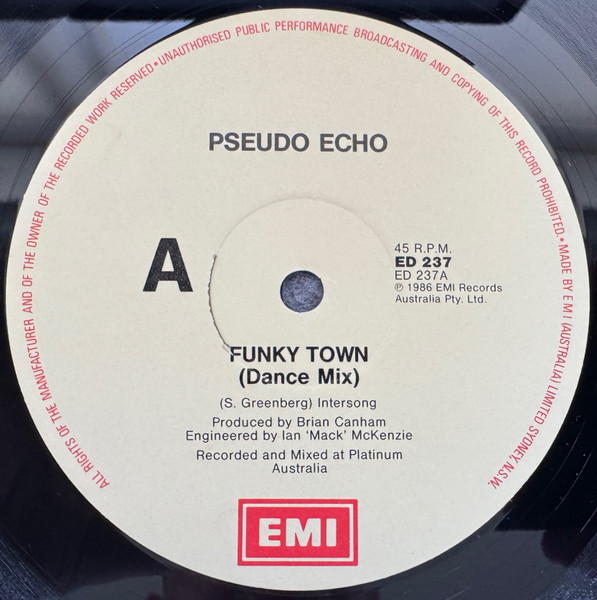 ALL RIGHTS OF THE MANUFACTURER AND OF THE OWNER OF THE RECORDED WORK RESERVED • UNAUTHORISED PUBLIC PERFORMANCE BROADCASTING AND COPYING OF THIS RECORD PROHIBITED. • MADE BY E M I (AUSTRALIA) LIMITED SYDNEY, N.S.W.
PSEUDO ECHO
A
45 R.P.M.
ED 237
ED 237A
℗ 1986 EMI Records
Australia Pty. Ltd.
FUNKY TOWN
(Dance Mix)
(S. Greenberg) Intersong
Produced by Brian Canham
Engineered by Ian ‘Mack’ McKenzie
Recorded and Mixed at Platinum
Australia
EMI